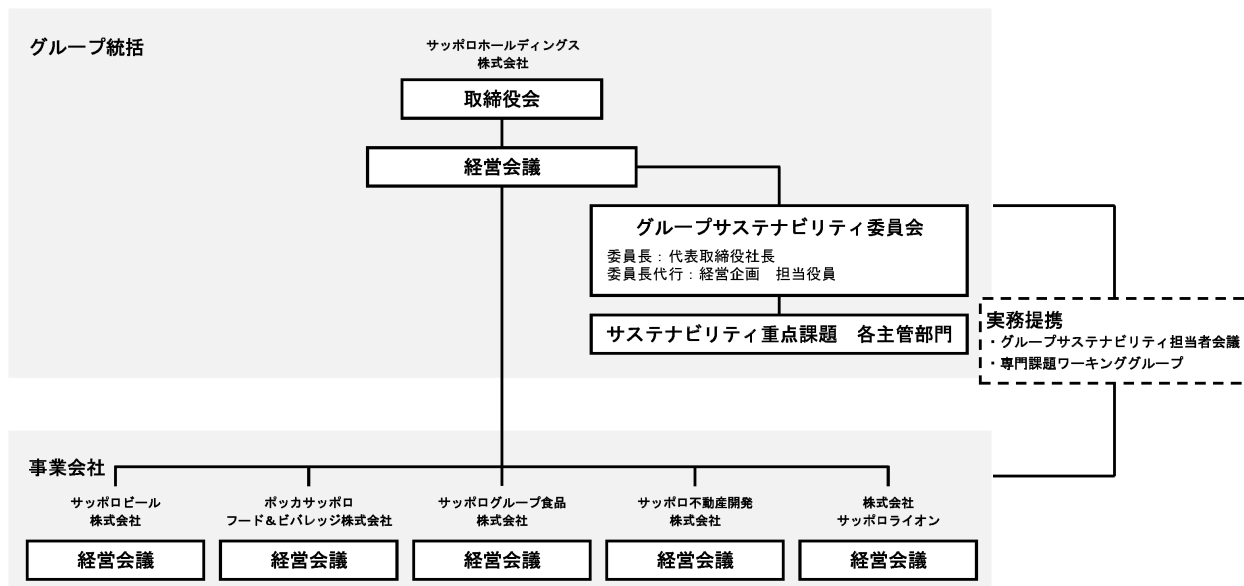 グループ統括
サッポロホールディングス
株式会社
取締役会
経営会議
グループサステナビリティ委員会
委員長：代表取締役社長
委員長代行：経営企画　担当役員
サステナビリティ重点課題　各主管部門
実務提携
・グループサステナビリティ担当者会議
・専門課題ワーキンググループ
事業会社
サッポロビール
株式会社
経営会議
ポッカサッポロ
フード＆ビバレッジ株式会社
経営会議
サッポログループ食品
株式会社
経営会議
サッポロ不動産開発
株式会社
経営会議
株式会社
サッポロライオン
経営会議